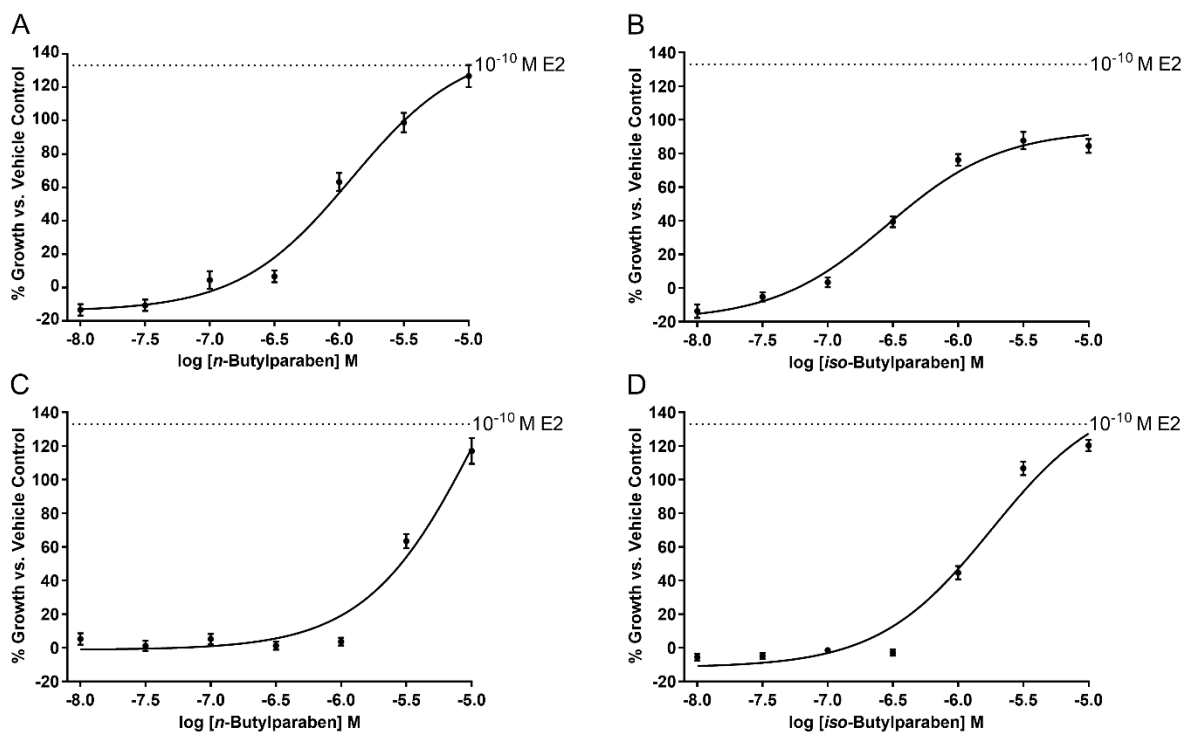 A
% Growth vs. Vehicle Control
140
120
100
80
60
40
20
0
-20
10⁻¹⁰ M E2
-8.0 -7.5 -7.0 -6.5 -6.0 -5.5 -5.0
log [n-Butylparaben] M
B
% Growth vs. Vehicle Control
140
120
100
80
60
40
20
0
-20
10⁻¹⁰ M E2
-8.0 -7.5 -7.0 -6.5 -6.0 -5.5 -5.0
log [iso-Butylparaben] M
C
% Growth vs. Vehicle Control
140
120
100
80
60
40
20
0
-20
10⁻¹⁰ M E2
-8.0 -7.5 -7.0 -6.5 -6.0 -5.5 -5.0
log [n-Butylparaben] M
D
% Growth vs. Vehicle Control
140
120
100
80
60
40
20
0
-20
10⁻¹⁰ M E2
-8.0 -7.5 -7.0 -6.5 -6.0 -5.5 -5.0
log [iso-Butylparaben] M